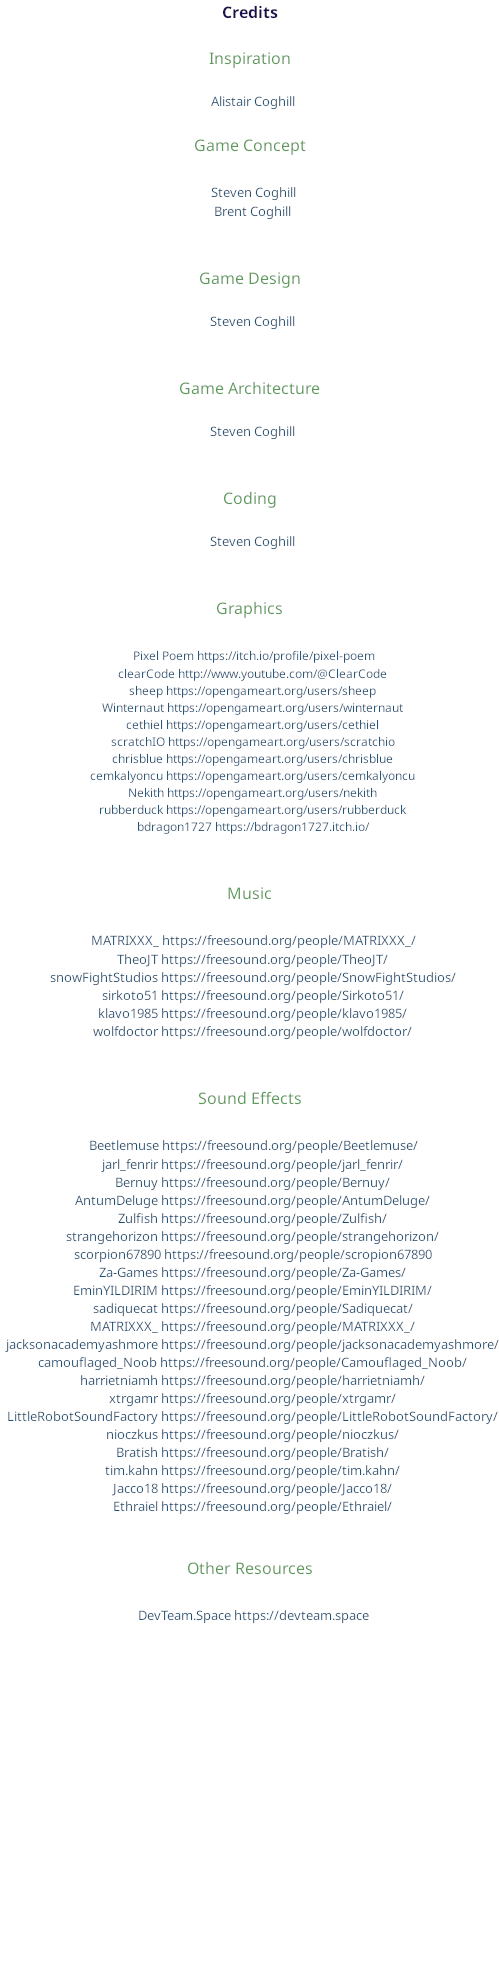 Credits
Inspiration
Alistair Coghill
Game Concept
Steven Coghill
Brent Coghill
Game Design
Steven Coghill
Game Architecture
Steven Coghill
Coding
Steven Coghill
Graphics
Pixel Poem https://itch.io/profile/pixel-poem
clearCode http://www.youtube.com/@ClearCode
sheep https://opengameart.org/users/sheep
Winternaut https://opengameart.org/users/winternaut
cethiel https://opengameart.org/users/cethiel
scratchIO https://opengameart.org/users/scratchio
chrisblue https://opengameart.org/users/chrisblue
cemkalyoncu https://opengameart.org/users/cemkalyoncu
Nekith https://opengameart.org/users/nekith
rubberduck https://opengameart.org/users/rubberduck
bdragon1727 https://bdragon1727.itch.io/
Music
MATRIXXX_ https://freesound.org/people/MATRIXXX_/
TheoJT https://freesound.org/people/TheoJT/
snowFightStudios https://freesound.org/people/SnowFightStudios/
sirkoto51 https://freesound.org/people/Sirkoto51/
klavo1985 https://freesound.org/people/klavo1985/
wolfdoctor https://freesound.org/people/wolfdoctor/
Sound Effects
Beetlemuse https://freesound.org/people/Beetlemuse/
jarl_fenrir https://freesound.org/people/jarl_fenrir/
Bernuy https://freesound.org/people/Bernuy/
AntumDeluge https://freesound.org/people/AntumDeluge/
Zulfish https://freesound.org/people/Zulfish/
strangehorizon https://freesound.org/people/strangehorizon/
scorpion67890 https://freesound.org/people/scropion67890
Za-Games https://freesound.org/people/Za-Games/
EminYILDIRIM https://freesound.org/people/EminYILDIRIM/
sadiquecat https://freesound.org/people/Sadiquecat/
MATRIXXX_ https://freesound.org/people/MATRIXXX_/
jacksonacademyashmore https://freesound.org/people/jacksonacademyashmore/
camouflaged_Noob https://freesound.org/people/Camouflaged_Noob/
harrietniamh https://freesound.org/people/harrietniamh/
xtrgamr https://freesound.org/people/xtrgamr/
LittleRobotSoundFactory https://freesound.org/people/LittleRobotSoundFactory/
nioczkus https://freesound.org/people/nioczkus/
Bratish https://freesound.org/people/Bratish/
tim.kahn https://freesound.org/people/tim.kahn/
Jacco18 https://freesound.org/people/Jacco18/
Ethraiel https://freesound.org/people/Ethraiel/
Other Resources
DevTeam.Space https://devteam.space